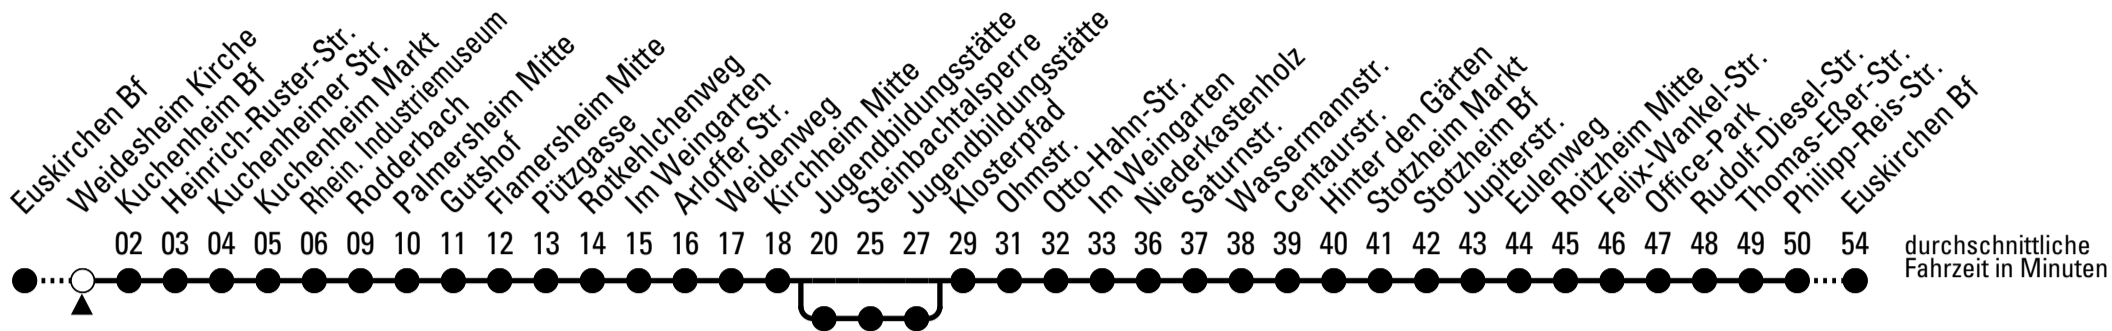 Euskirchen Bf
Weidesheim Kirche
Kuchenheim Bf
Heinrich-Ruster-Str.
Kuchenheimer Str.
Kuchenheim Markt
Rhein. Industriemuseum
Rodderbach
Palmersheim Mitte
Gutshof
Flamersheim Mitte
Pützgasse
Rotkehlchenweg
Im Weingarten
Arloffer Str.
Weidenweg
Kirchheim Mitte
Jugendbildungsstätte
Steinbachtalsperre
Jugendbildungsstätte
Klosterpfad
Ohmstr.
Otto-Hahn-Str.
Im Weingarten
Niederkastenholz
Saturnstr.
Wassermannstr.
Centaurstr.
Hinter den Gärten
Stotzheim Markt
Stotzheim Bf
Jupiterstr.
Eulenweg
Roitzheim Mitte
Felix-Wankel-Str.
Office-Park
Rudolf-Diesel-Str.
Thomas-Eßer-Str.
Philipp-Reis-Str.
Euskirchen Bf
02 03 04 05 06 09 10 11 12 13 14 15 16 17 18 20 25 27 29 31 32 33 36 37 38 39 40 41 42 43 44 45 46 47 48 49 50 54
durchschnittliche
Fahrzeit in Minuten